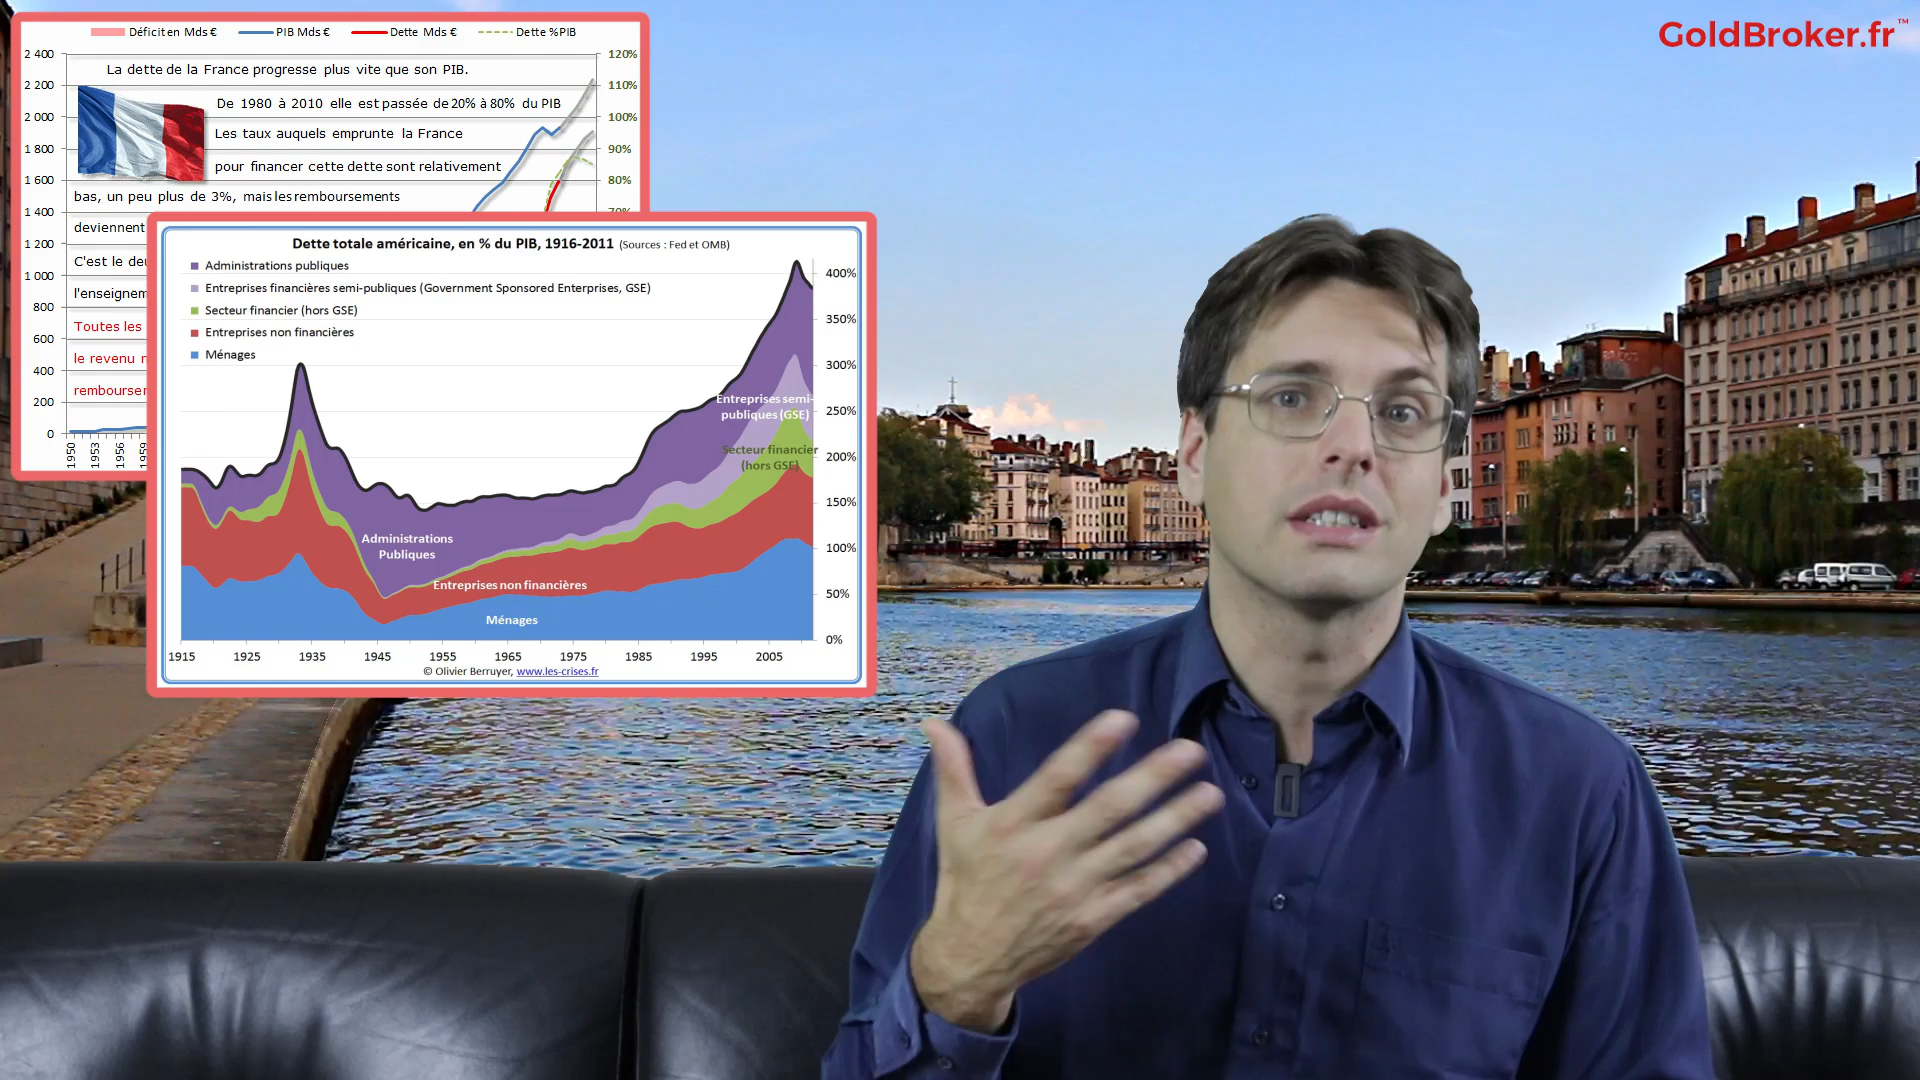 GoldBroker.fr™
Déficit en Mds € PIB Mds € Dette Mds € Dette %PIB
La dette de la France progresse plus vite que son PIB.
De 1980 à 2010 elle est passée de 20% à 80% du PIB
Les taux auquels emprunte la France
pour financer cette dette sont relativement
bas, un peu plus de 3%, mais les remboursements
deviennent
C'est le
Toutes les
le revenu
2 400
2 200
2 000
1 800
1 600
1 400
1 200
1 000
800
600
400
200
0
120%
110%
100%
90%
80%
70%
1950
1953
1956
1959
Dette totale américaine, en % du PIB, 1916-2011 (Sources : Fed et OMB)
Administrations publiques
Entreprises financières semi-publiques (Government Sponsored Enterprises, GSE)
Secteur financier (hors GSE)
Entreprises non financières
Ménages
400%
350%
300%
250%
200%
150%
100%
50%
0%
Entreprises semi-
publiques (GSE)
Secteur financier
(hors GSE)
Administrations
Publiques
Entreprises non financières
Ménages
1915 1925 1935 1945 1955 1965 1975 1985 1995 2005
© Olivier Berruyer, www.les-crises.fr